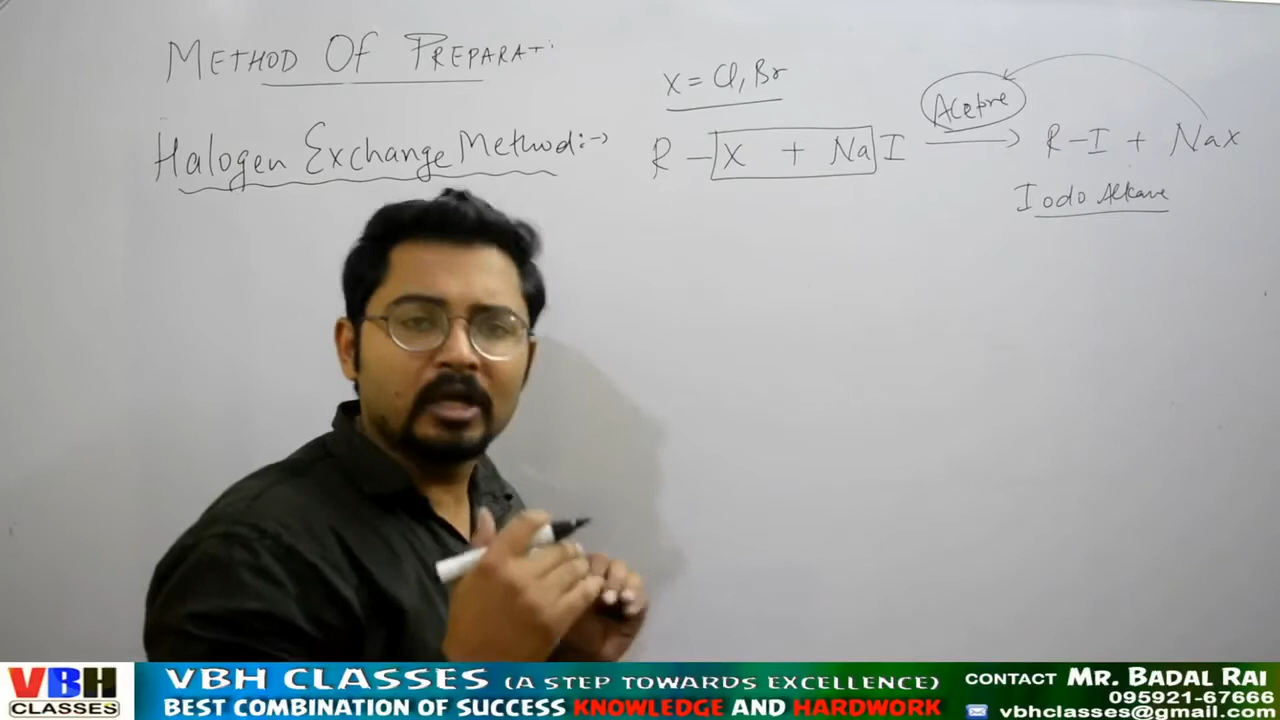 METHOD OF PREPARAT
X = Cl, Br
Halogen Exchange Method:→
R - X + Na I
Acetone
→ R-I + Nax
Iodo Alkane
VBH CLASSES
VBH CLASSES (A STEP TOWARDS EXCELLENCE)
BEST COMBINATION OF SUCCESS KNOWLEDGE AND HARDWORK
CONTACT MR. BADAL RAI
095921-67666
vbhclasses@gmail.com